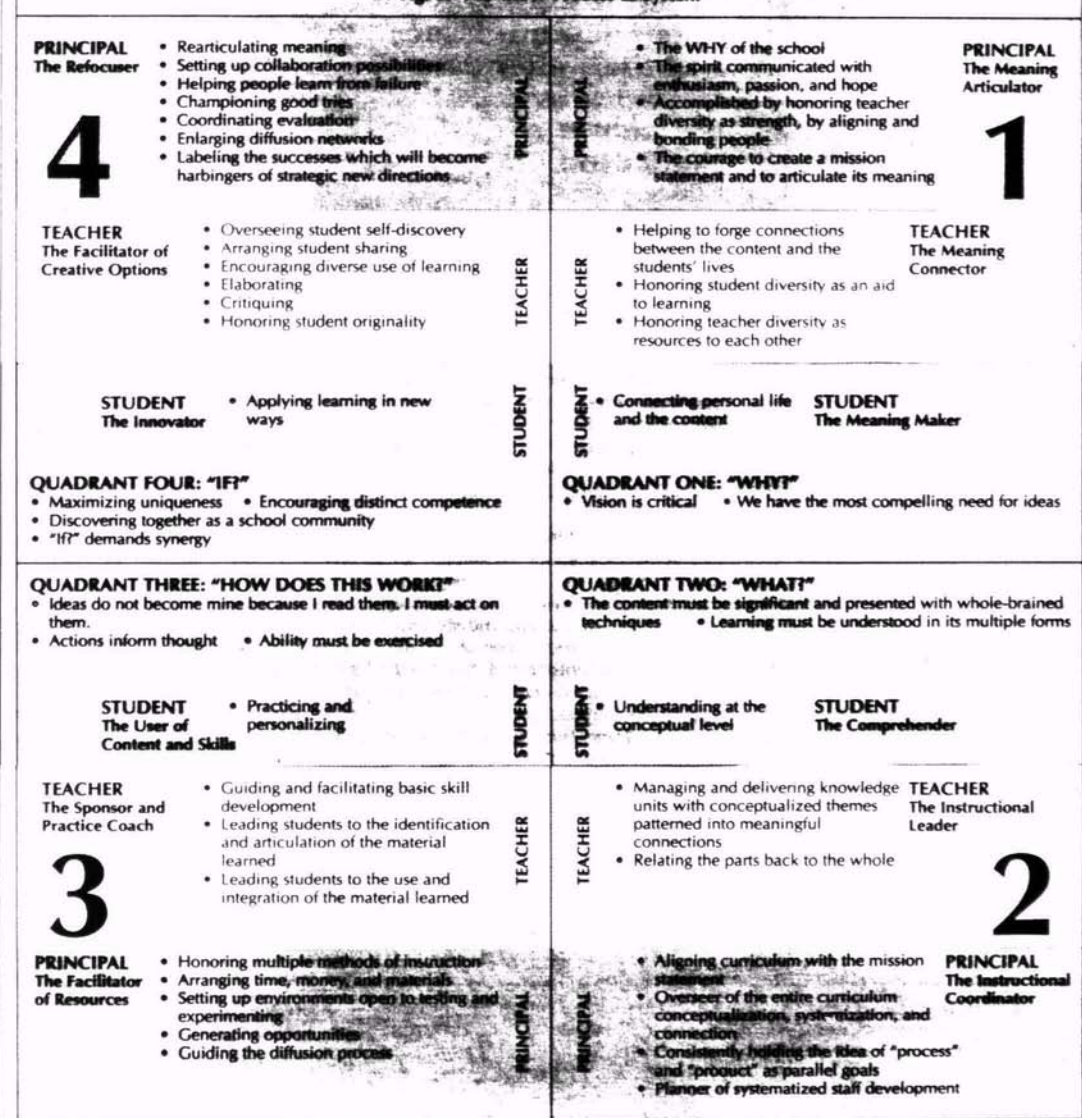 PRINCIPAL
The Refocuser
• Rearticulating meaning
• Setting up collaboration possibilities
• Helping people learn from failure
• Championing good tries
• Coordinating evaluation
• Enlarging diffusion networks
• Labeling the successes which will become
harbingers of strategic new directions
PRINCIPAL
4
PRINCIPAL
• The WHY of the school
• The spirit communicated with
enthusiasm, passion, and hope
• Accomplished by honoring teacher
diversity as strength, by aligning and
bonding people
• The courage to create a mission
statement and to articulate its meaning
PRINCIPAL
The Meaning
Articulator
1
TEACHER
The Facilitator of
Creative Options
• Overseeing student self-discovery
• Arranging student sharing
• Encouraging diverse use of learning
• Elaborating
• Critiquing
• Honoring student originality
TEACHER
TEACHER
• Helping to forge connections
between the content and the
students' lives
• Honoring student diversity as an aid
to learning
• Honoring teacher diversity as
resources to each other
TEACHER
The Meaning
Connector
STUDENT
The Innovator
• Applying learning in new
ways
STUDENT
STUDENT
• Connecting personal life
and the content
STUDENT
The Meaning Maker
QUADRANT FOUR: "IF?"
• Maximizing uniqueness • Encouraging distinct competence
• Discovering together as a school community
• "If?" demands synergy
QUADRANT ONE: "WHY?"
• Vision is critical • We have the most compelling need for ideas
QUADRANT THREE: "HOW DOES THIS WORK?"
• Ideas do not become mine because I read them. I must act on
them.
• Actions inform thought • Ability must be exercised
QUADRANT TWO: "WHAT?"
• The content must be significant and presented with whole-brained
techniques • Learning must be understood in its multiple forms
STUDENT
The User of
Content and Skills
• Practicing and
personalizing
STUDENT
STUDENT
• Understanding at the
conceptual level
STUDENT
The Comprehender
TEACHER
The Sponsor and
Practice Coach
• Guiding and facilitating basic skill
development
• Leading students to the identification
and articulation of the material
learned
• Leading students to the use and
integration of the material learned
TEACHER
3
TEACHER
• Managing and delivering knowledge
units with conceptualized themes
patterned into meaningful
connections
• Relating the parts back to the whole
TEACHER
The Instructional
Leader
2
PRINCIPAL
The Facilitator
of Resources
• Honoring multiple methods of instruction
• Arranging time, money, and materials
• Setting up environments open to testing and
experimenting
• Generating opportunities
• Guiding the diffusion process
PRINCIPAL
PRINCIPAL
• Aligning curriculum with the mission
statement
• Overseer of the entire curriculum
conceptualization, systemization, and
connection
• Consistently holding the idea of "process"
and "product" as parallel goals
• Planner of systematized staff development
PRINCIPAL
The Instructional
Coordinator